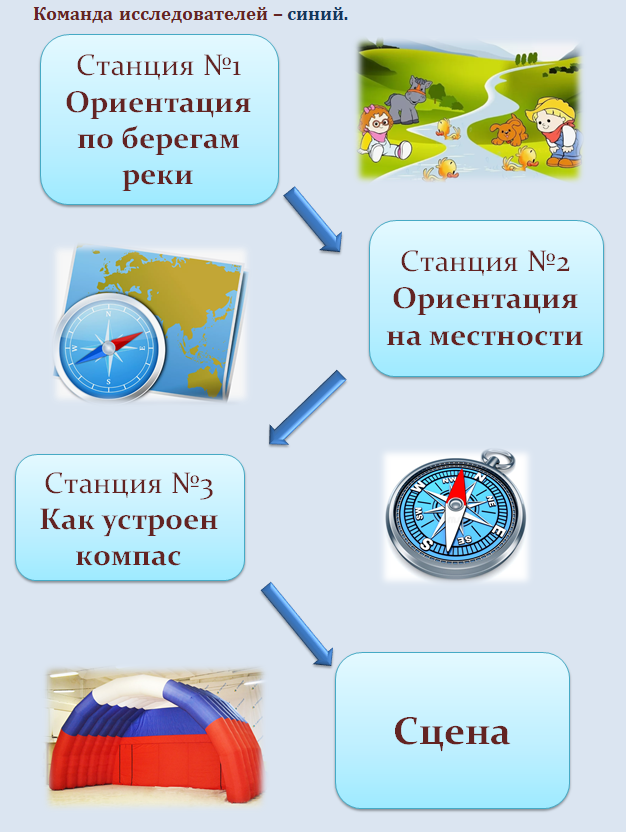 Команда исследователей – синий.
Станция №1
Ориентация
по берегам
реки
Станция №2
Ориентация
на местности
N
E
S
W
Станция №3
Как устроен
компас
W
N
E
S
SE
Сцена